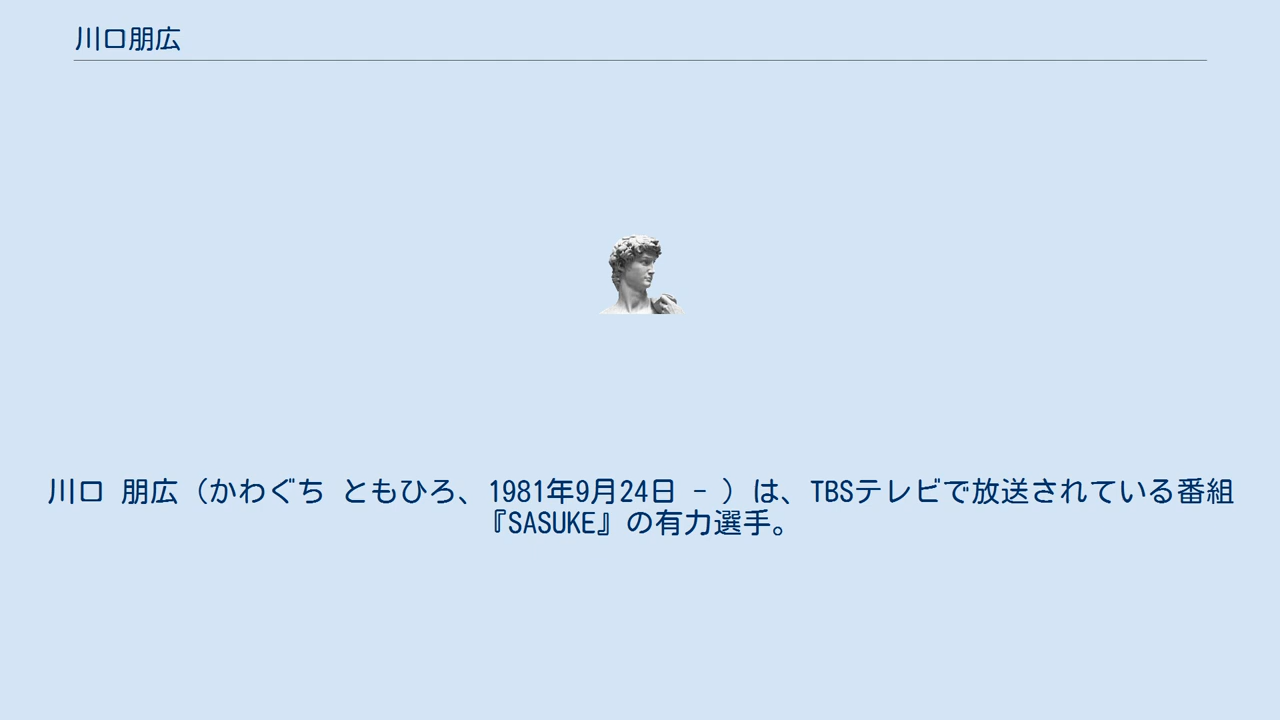 川口朋広
川口 朋広（かわぐち ともひろ、1981年9月24日 - ）は、TBSテレビで放送されている番組
『SASUKE』の有力選手。